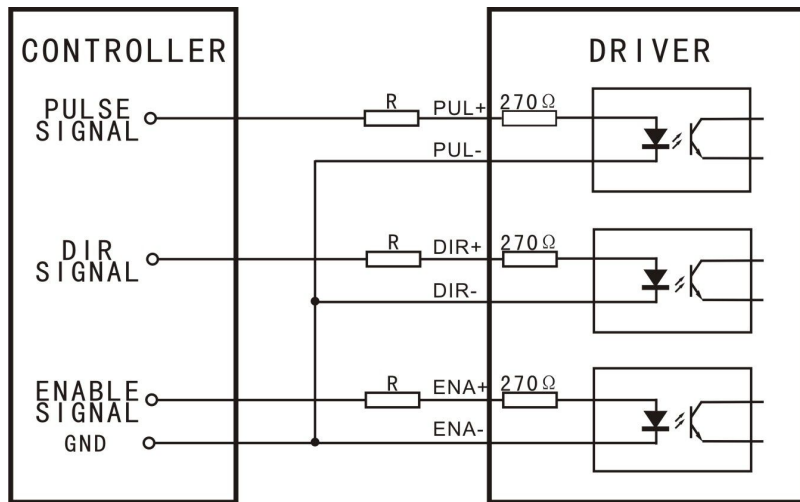 CONTROLLER
DRIVER
PULSE
SIGNAL
R
PUL+
270Ω
PUL-
DIR
SIGNAL
R
DIR+
270Ω
DIR-
ENABLE
SIGNAL
R
ENA+
270Ω
GND
ENA-